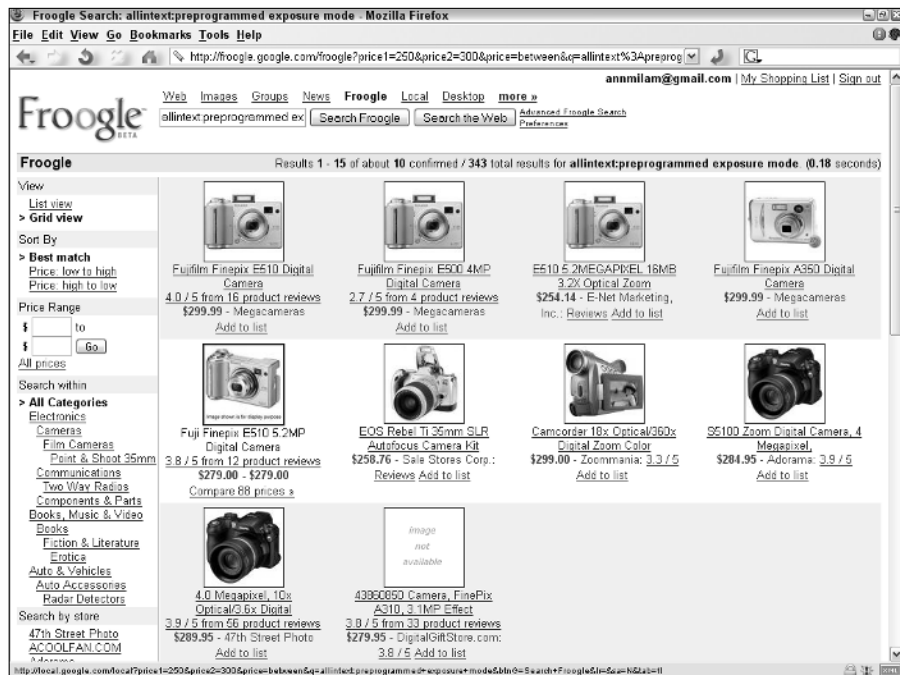 Froogle Search: allintext:preprogrammed exposure mode - Mozilla Firefox
File Edit View Go Bookmarks Tools Help
http://froogle.google.com/froogle?price1=250&price2=300&price=between&q=allintext%3Apreprog
annmilam@gmail.com | My Shopping List | Sign out
Froogle BETA
Web Images Groups News Froogle Local Desktop more »
allintext:preprogrammed ex Search Froogle Search the Web Advanced Froogle Search
Preferences
Froogle Results 1 - 15 of about 10 confirmed / 343 total results for allintext:preprogrammed exposure mode. (0.18 seconds)
View
List view
> Grid view
Sort By
> Best match
Price: low to high
Price: high to low
Price Range
$ to
$ Go
All prices
Search within
> All Categories
Electronics
Cameras
Film Cameras
Point & Shoot 35mm
Communications
Two Way Radios
Components & Parts
Books, Music & Video
Books
Fiction & Literature
Erotica
Auto & Vehicles
Auto Accessories
Radar Detectors
Search by store
47th Street Photo
ACOOLFAN.COM
Adorama
Fujifilm Finepix E510 Digital
Camera
4.0 / 5 from 16 product reviews
$299.99 - Megacameras
Add to list
Fujifilm Finepix E500 4MP
Digital Camera
2.7 / 5 from 4 product reviews
$299.99 - Megacameras
Add to list
E510 5.2MEGAPIXEL 16MB
3.2X Optical Zoom
$254.14 - E-Net Marketing,
Inc.: Reviews Add to list
Fujifilm Finepix A350 Digital
Camera
$299.99 - Megacameras
Add to list
Image shown is for display purpose
Fuji Finepix E510 5.2MP
Digital Camera
3.8 / 5 from 12 product reviews
$279.00 - $279.00
Compare 88 prices »
EOS Rebel Ti 35mm SLR
Autofocus Camera Kit
$258.76 - Sale Stores Corp.:
Reviews Add to list
Camcorder 18x Optical/360x
Digital Zoom Color
$299.00 - Zoommania: 3.3 / 5
Add to list
S5100 Zoom Digital Camera, 4
Megapixel,
$284.95 - Adorama: 3.9 / 5
Add to list
4.0 Megapixel, 10x
Optical/3.6x Digital
3.9 / 5 from 56 product reviews
$289.95 - 47th Street Photo
Add to list
image
not
available
43860850 Camera, FinePix
A310, 3.1MP Effect
3.8 / 5 from 33 product reviews
$279.95 - DigitalGiftStore.com:
3.8 / 5 Add to list
http://local.google.com/local?price1=250&price2=300&price=between&q=allintext:preprogrammed+exposure+mode&btnG=Search+Froogle&lr=&sa=N&tab=fl